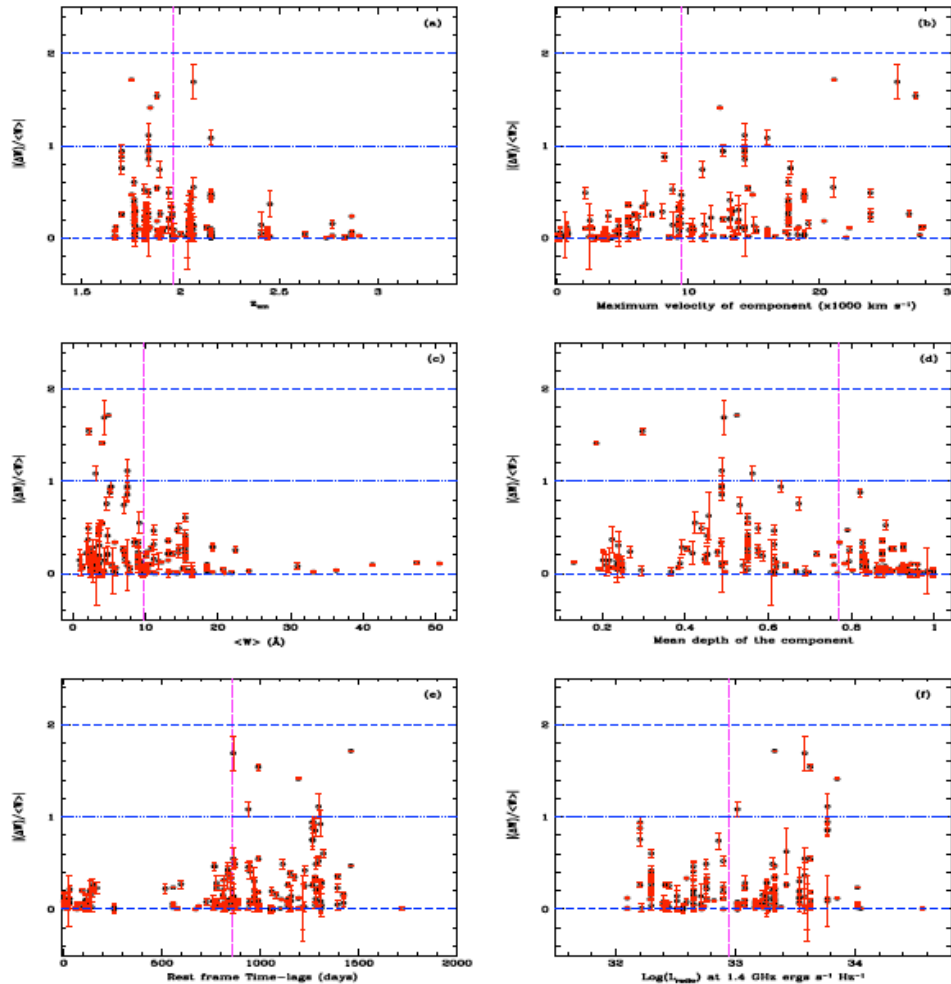 (a)
2
1
0
|(ΔW)/<W>|
1.5 2 2.5 3
z_em
(b)
2
1
0
|(ΔW)/<W>|
0 10 20 30
Maximum velocity of component (x1000 km s⁻¹)
(c)
2
1
0
|(ΔW)/<W>|
0 10 20 30 40 50
<W> (Å)
(d)
2
1
0
|(ΔW)/<W>|
0.2 0.4 0.6 0.8 1
Mean depth of the component
(e)
2
1
0
|(ΔW)/<W>|
0 500 1000 1500 2000
Rest frame Time-lags (days)
(f)
2
1
0
|(ΔW)/<W>|
32 33 34
Log(L_radio) at 1.4 GHz ergs s⁻¹ Hz⁻¹